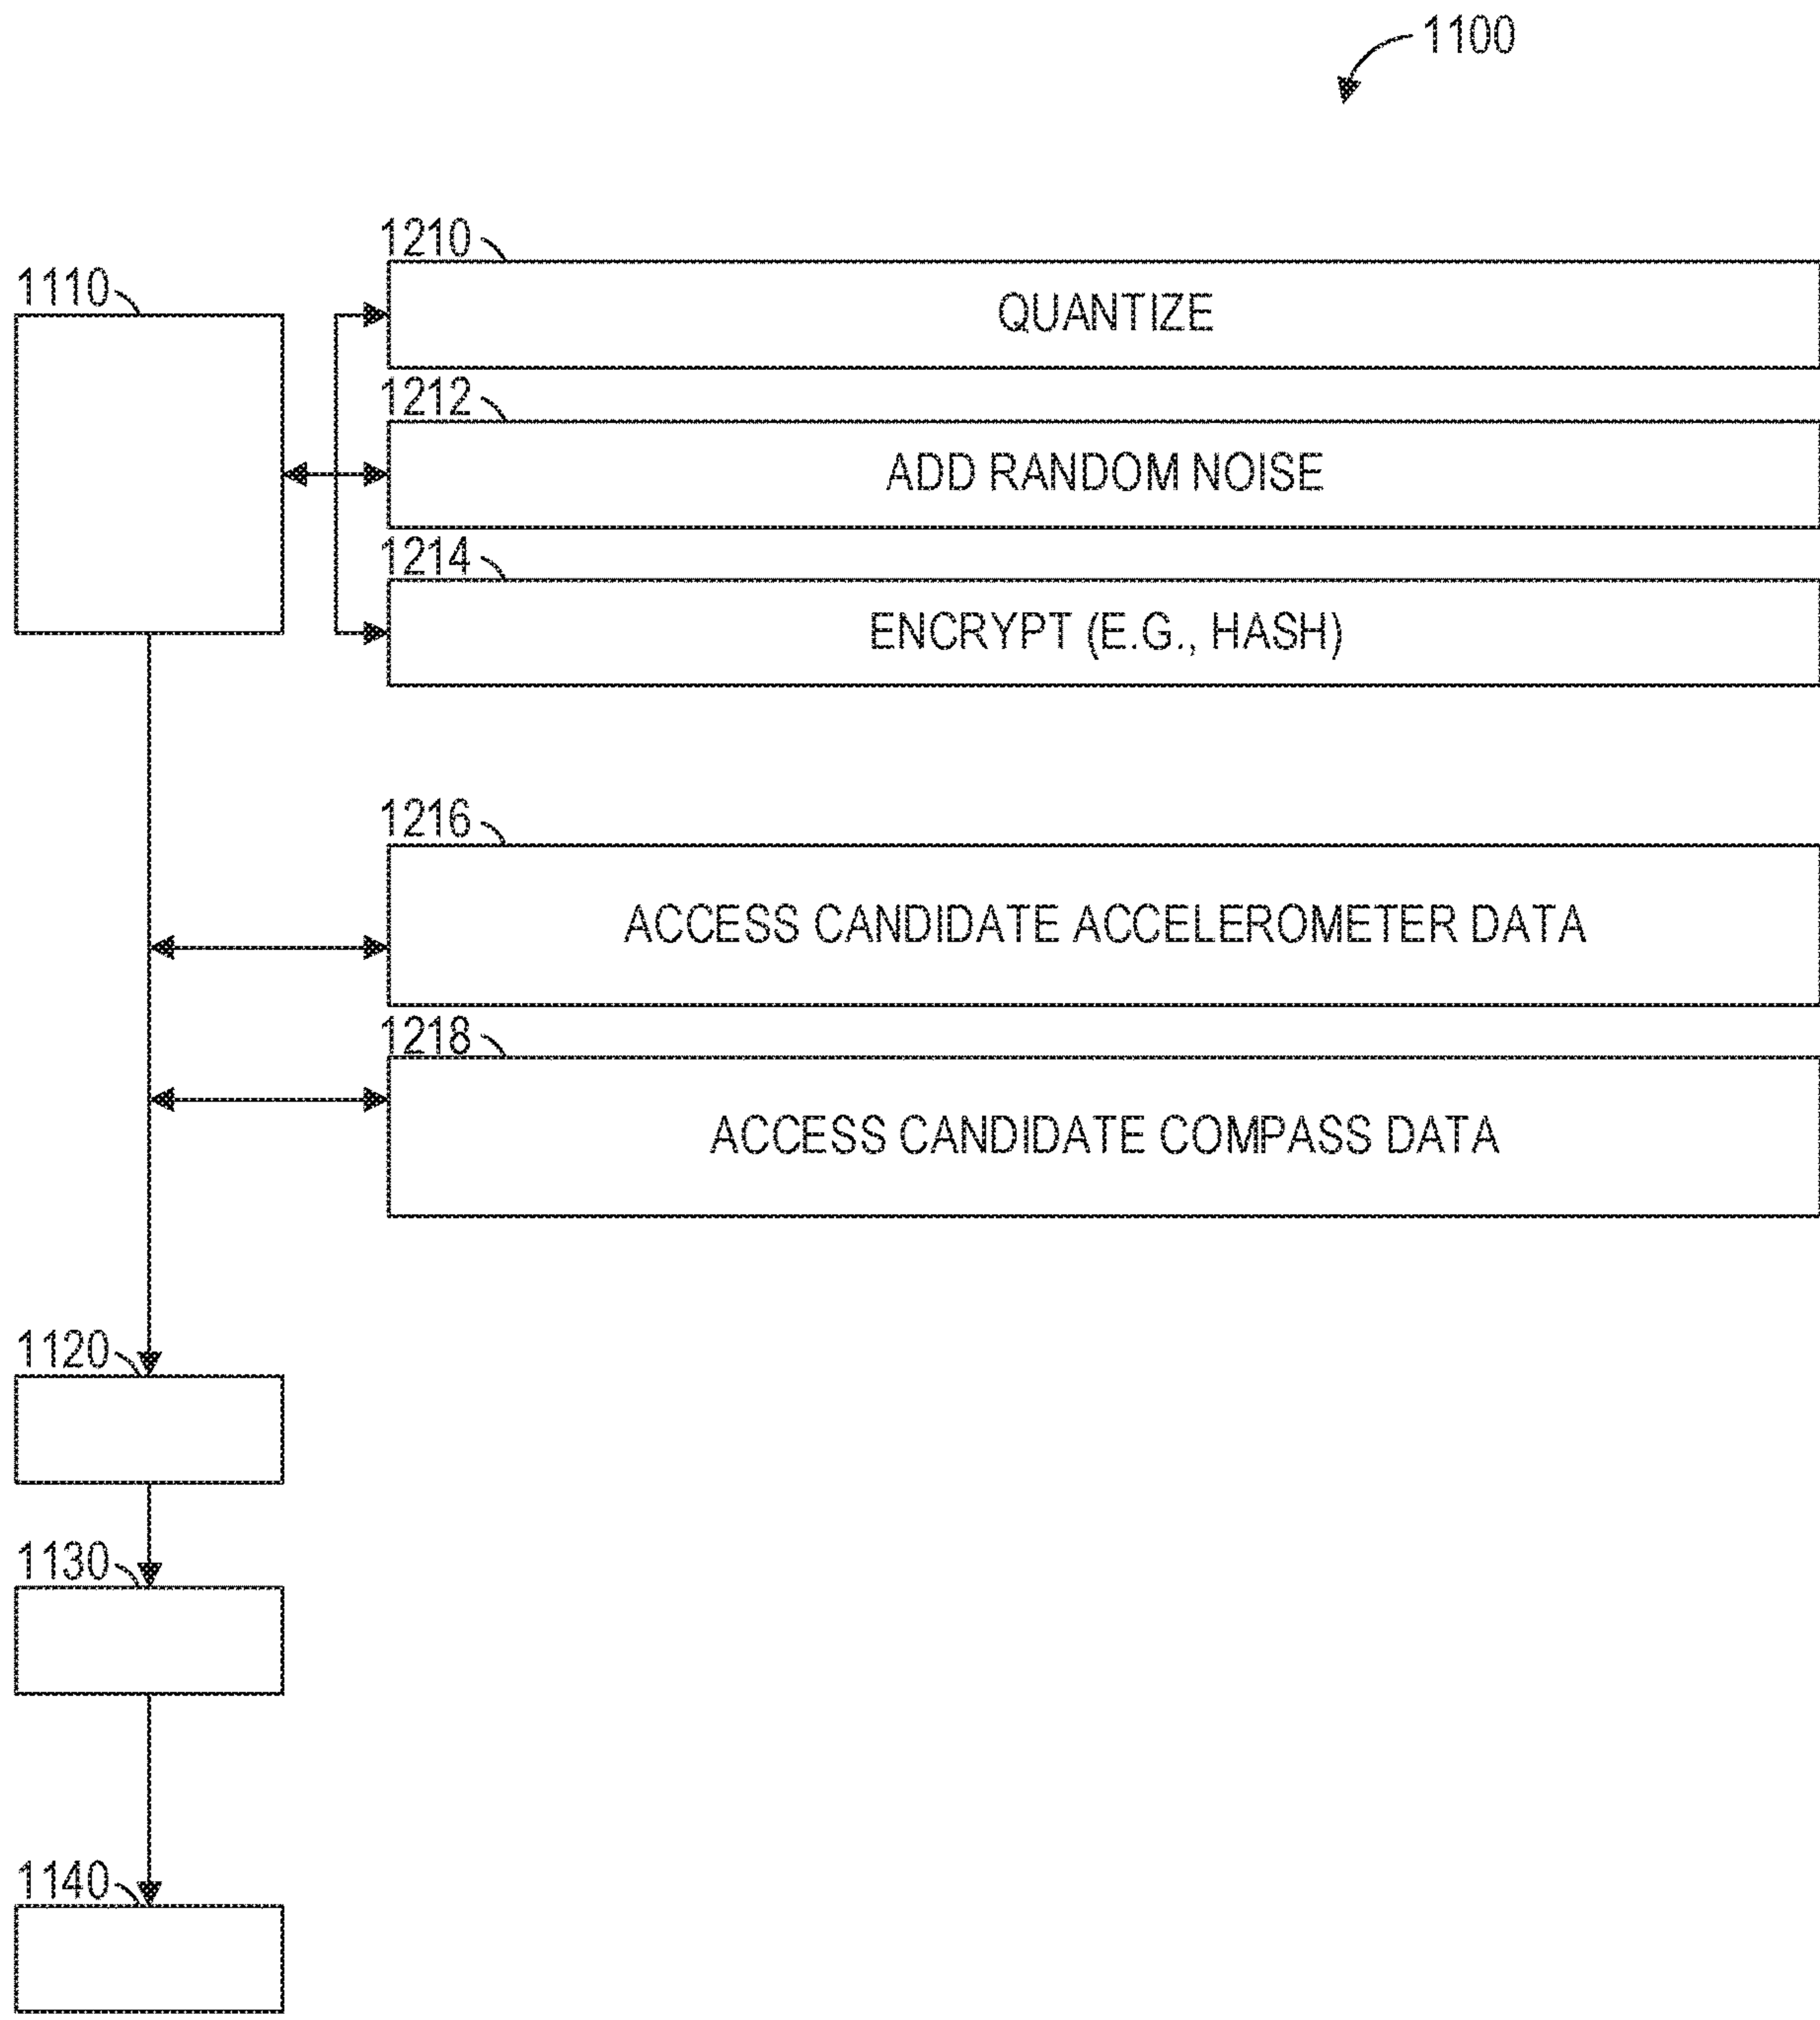 1100
1210
QUANTIZE
1110
1212
ADD RANDOM NOISE
1214
ENCRYPT (E.G., HASH)
1216
ACCESS CANDIDATE ACCELEROMETER DATA
1218
ACCESS CANDIDATE COMPASS DATA
1120
1130
1140